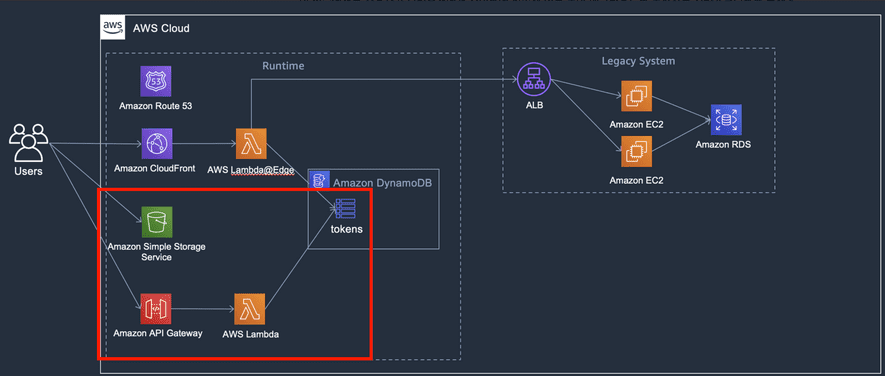 aws
AWS Cloud
Runtime
Legacy System
53
Amazon Route 53
ALB
Amazon EC2
Amazon RDS
Users
Amazon CloudFront
AWS Lambda@Edge
Amazon EC2
Amazon DynamoDB
tokens
Amazon Simple Storage
Service
Amazon API Gateway
AWS Lambda